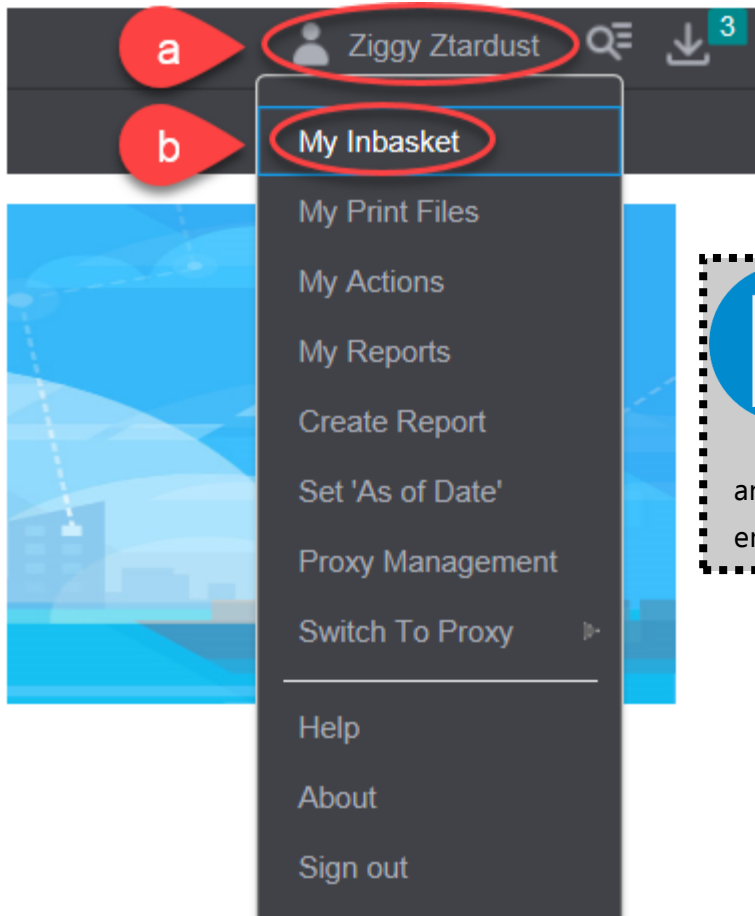 a
Ziggy Ztardust
3
b
My Inbasket
My Print Files
My Actions
My Reports
Create Report
Set 'As of Date'
Proxy Management
Switch To Proxy
Help
About
Sign out